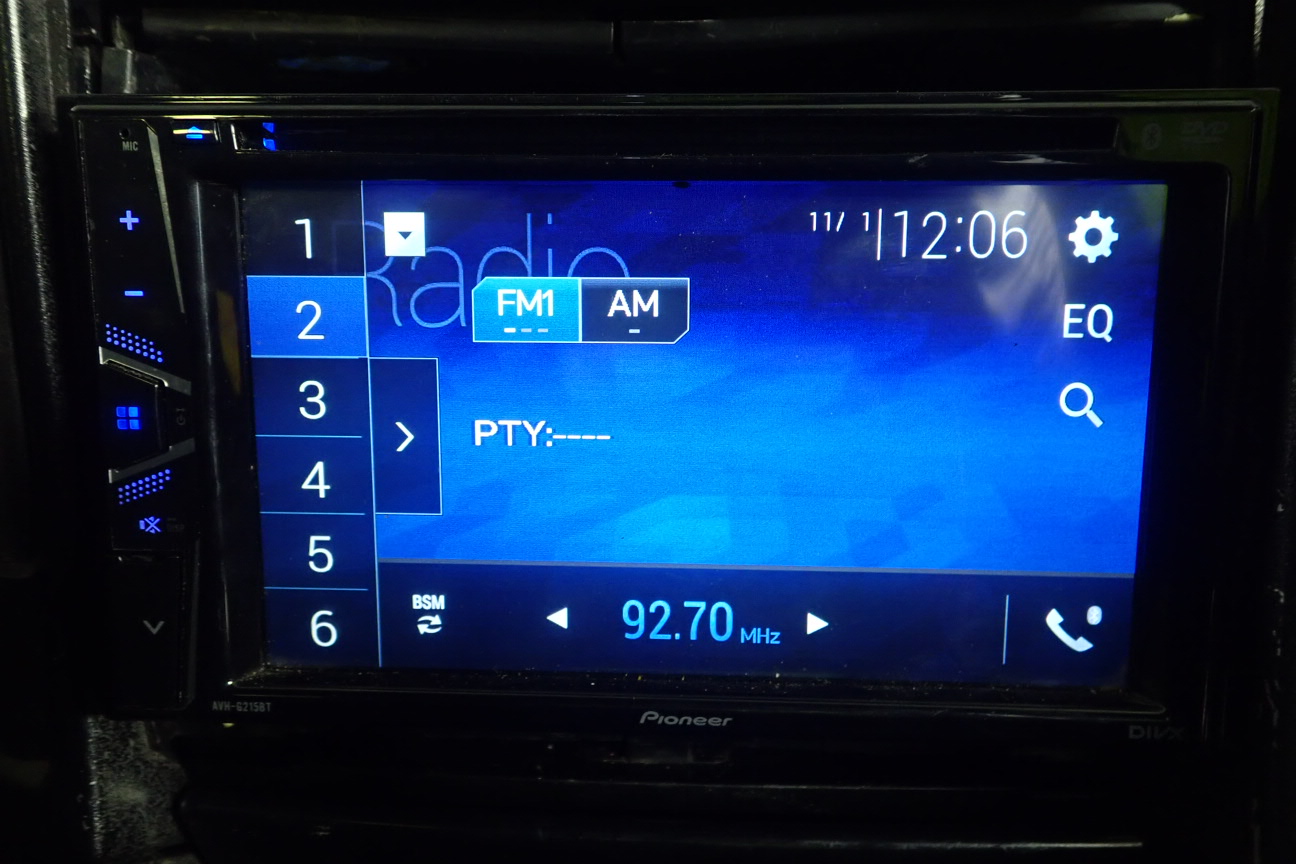 MIC
Radio
11/ 1 12:06
1
2
3
4
5
6
FM1
AM
EQ
PTY:----
BSM
92.70 MHz
AVH-G215BT
Pioneer
DIVX